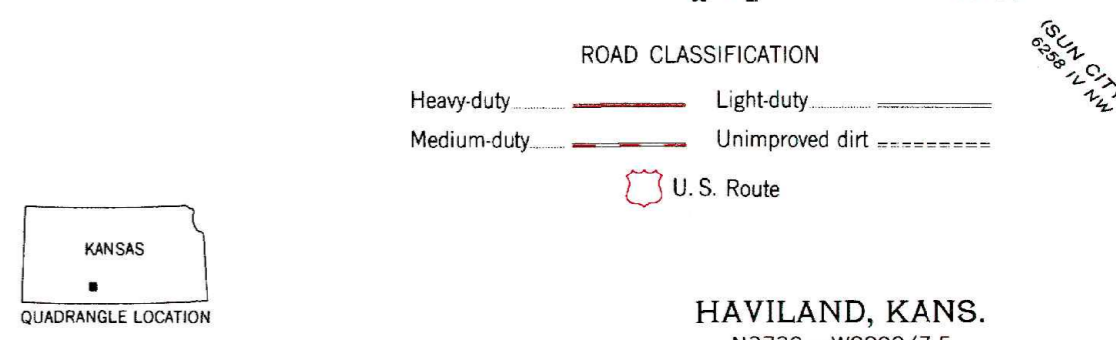 ROAD CLASSIFICATION
Heavy-duty Light-duty
Medium-duty Unimproved dirt
U. S. Route
(SUN CITY
6258 IV NW
KANSAS
QUADRANGLE LOCATION
HAVILAND, KANS.